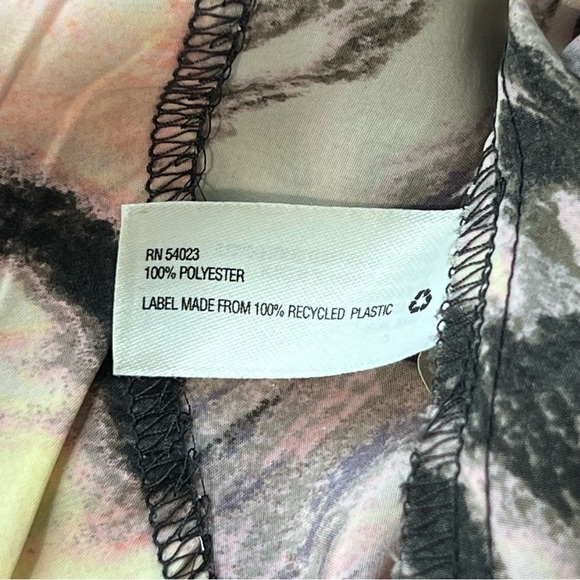 RN 54023
100% POLYESTER
LABEL MADE FROM 100% RECYCLED PLASTIC